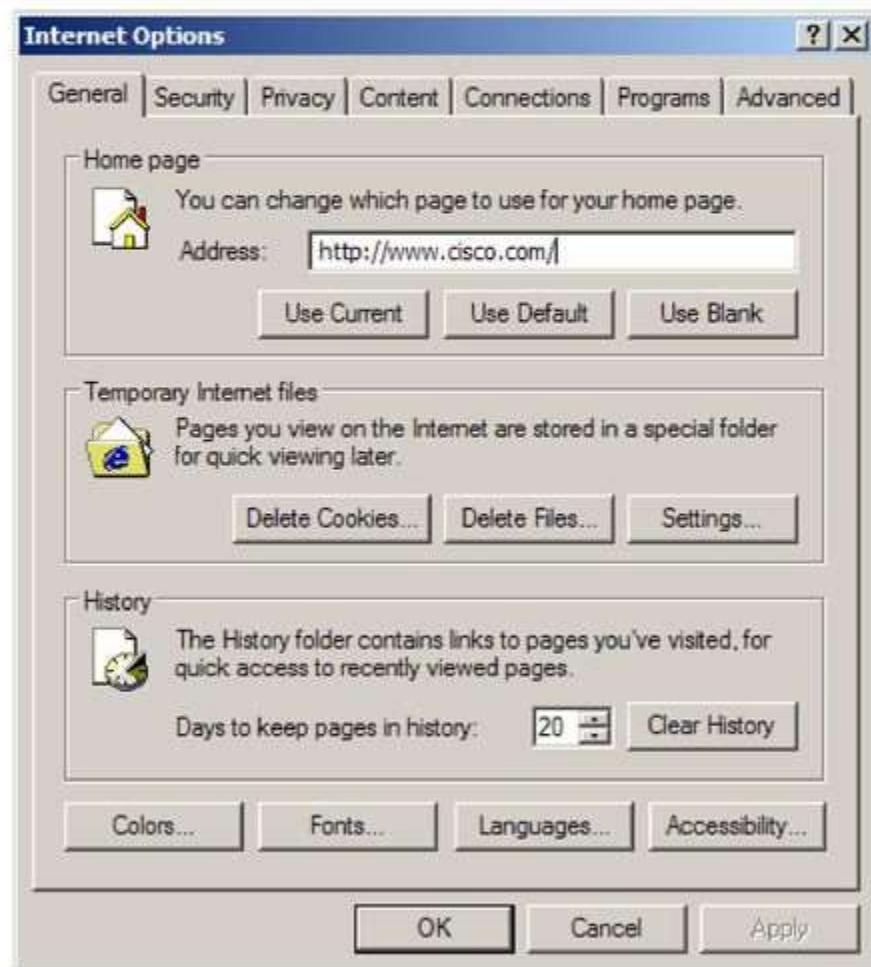 Internet Options
General Security Privacy Content Connections Programs Advanced
Home page
You can change which page to use for your home page.
Address: http://www.cisco.com/
Use Current Use Default Use Blank
Temporary Internet files
Pages you view on the Internet are stored in a special folder
for quick viewing later.
Delete Cookies... Delete Files... Settings...
History
The History folder contains links to pages you've visited, for
quick access to recently viewed pages.
Days to keep pages in history: 20 Clear History
Colors... Fonts... Languages... Accessibility...
OK Cancel Apply